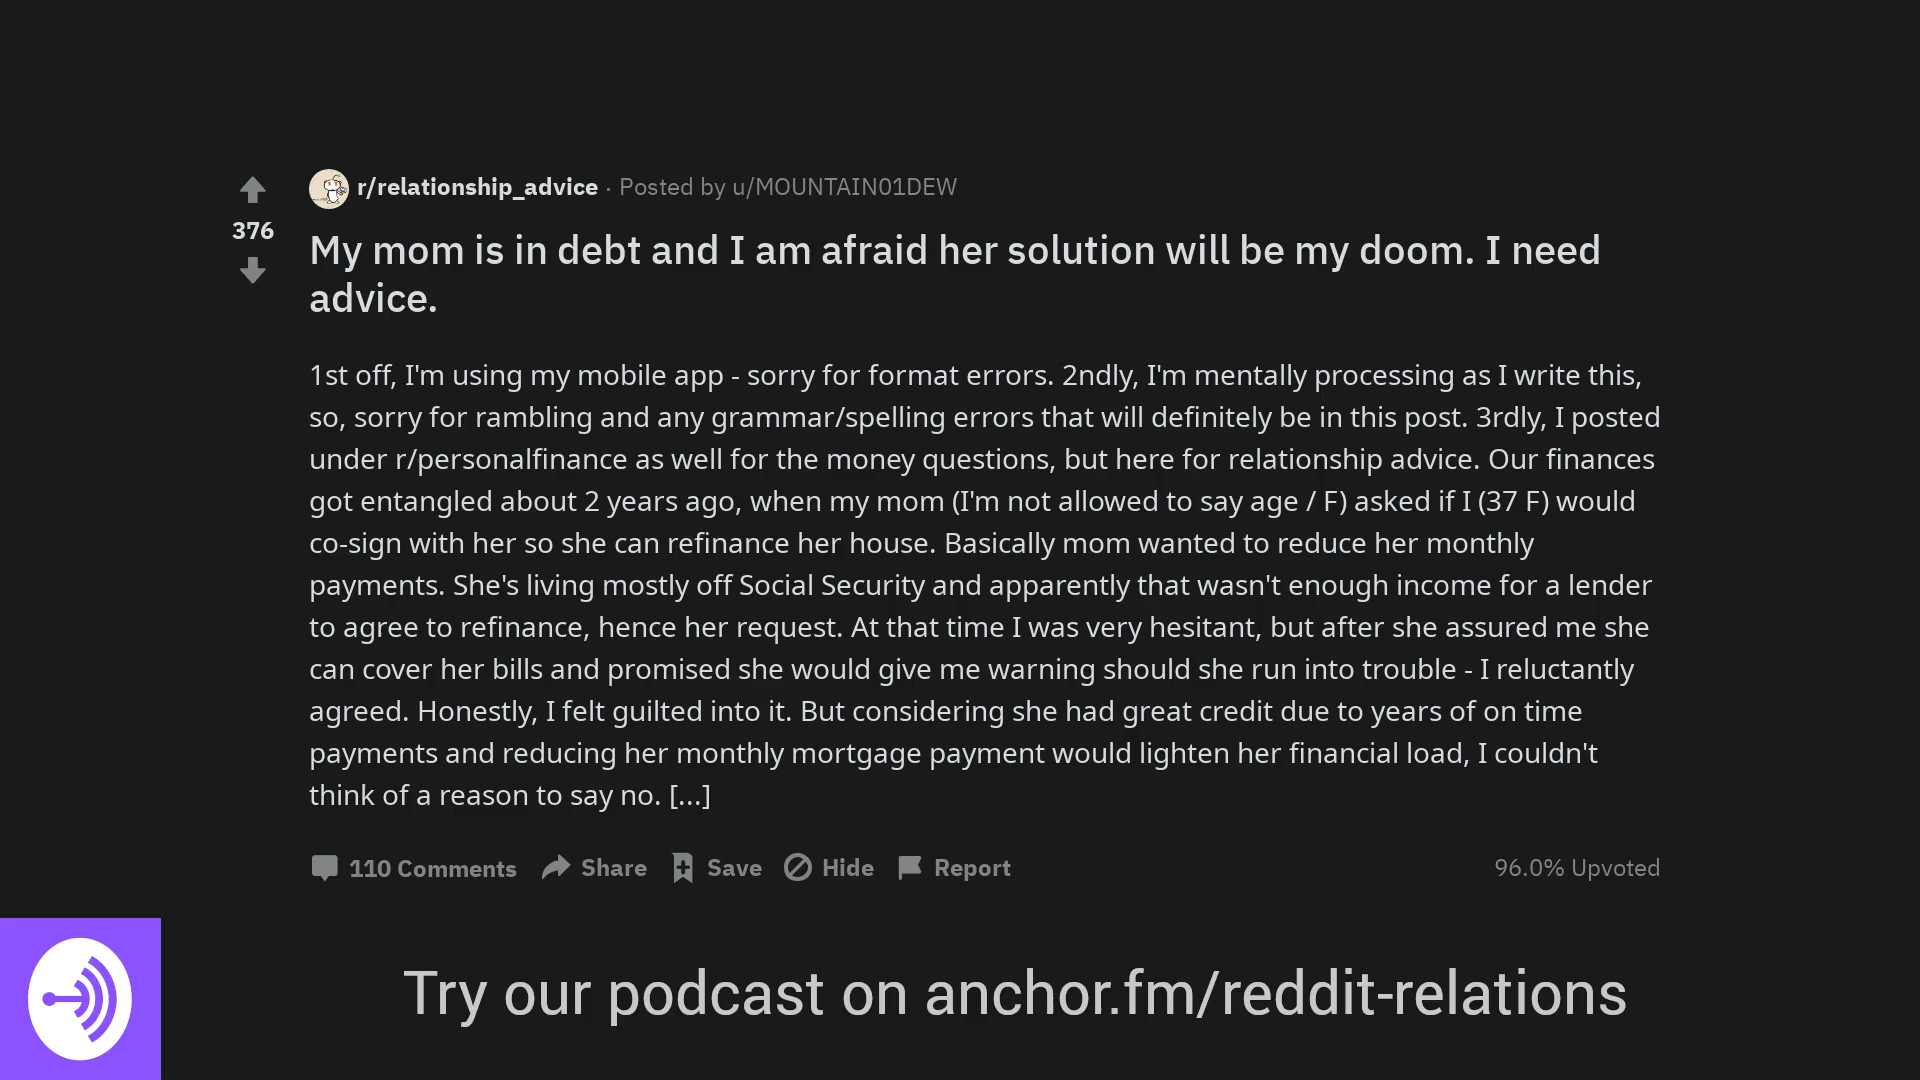 r/relationship_advice · Posted by u/MOUNTAIN01DEW
376
My mom is in debt and I am afraid her solution will be my doom. I need
advice.
1st off, I'm using my mobile app - sorry for format errors. 2ndly, I'm mentally processing as I write this,
so, sorry for rambling and any grammar/spelling errors that will definitely be in this post. 3rdly, I posted
under r/personalfinance as well for the money questions, but here for relationship advice. Our finances
got entangled about 2 years ago, when my mom (I'm not allowed to say age / F) asked if I (37 F) would
co-sign with her so she can refinance her house. Basically mom wanted to reduce her monthly
payments. She's living mostly off Social Security and apparently that wasn't enough income for a lender
to agree to refinance, hence her request. At that time I was very hesitant, but after she assured me she
can cover her bills and promised she would give me warning should she run into trouble - I reluctantly
agreed. Honestly, I felt guilted into it. But considering she had great credit due to years of on time
payments and reducing her monthly mortgage payment would lighten her financial load, I couldn't
think of a reason to say no. [...]
110 Comments Share Save Hide Report 96.0% Upvoted
Try our podcast on anchor.fm/reddit-relations